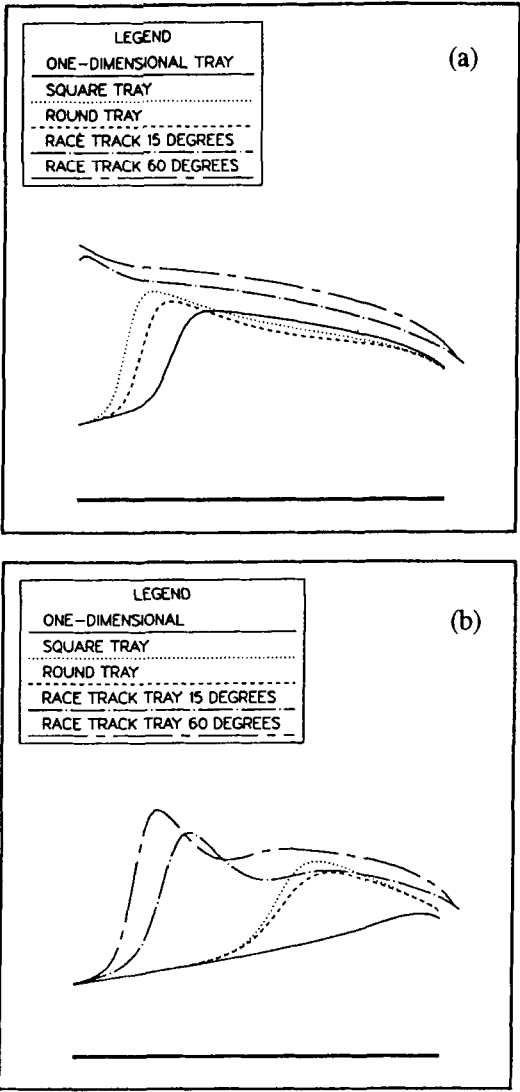 LEGEND
ONE-DIMENSIONAL TRAY
SQUARE TRAY
ROUND TRAY
RACE TRACK 15 DEGREES
RACE TRACK 60 DEGREES
(a)
LEGEND
ONE-DIMENSIONAL
SQUARE TRAY
ROUND TRAY
RACE TRACK TRAY 15 DEGREES
RACE TRACK TRAY 60 DEGREES
(b)